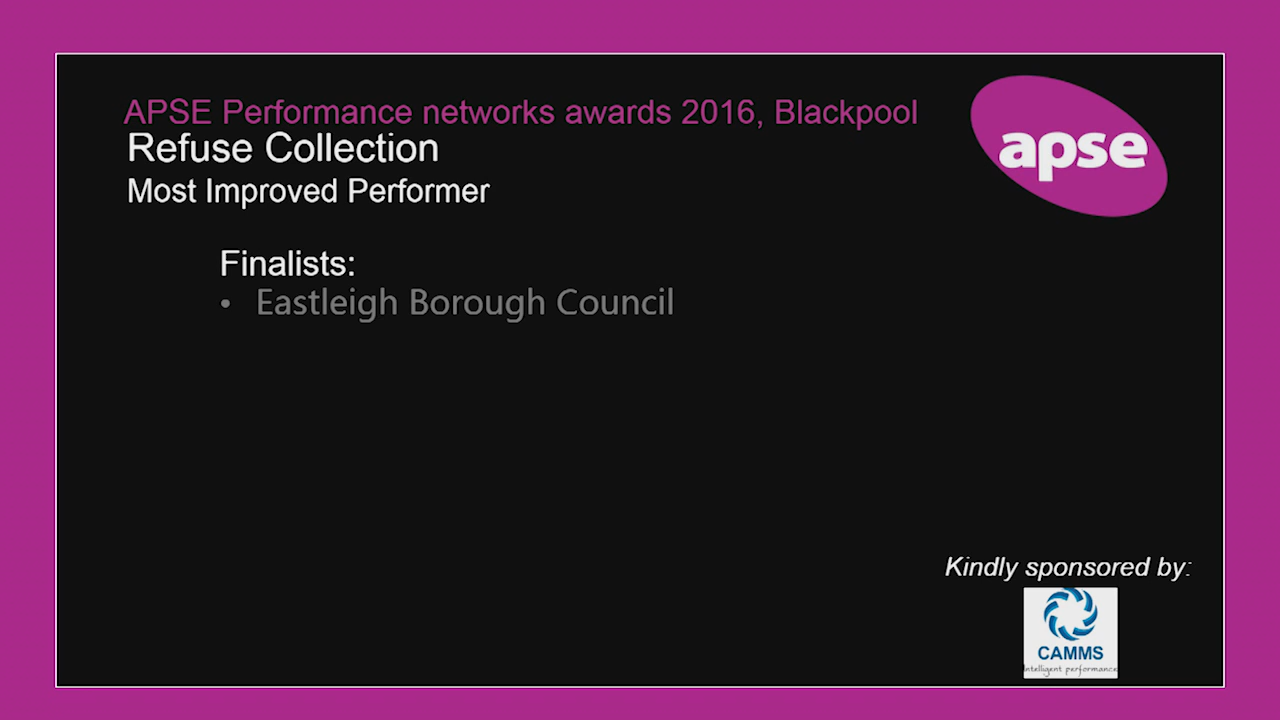 APSE Performance networks awards 2016, Blackpool
Refuse Collection
Most Improved Performer
apse
Finalists:
• Eastleigh Borough Council
Kindly sponsored by:
CAMMS
Intelligent performance